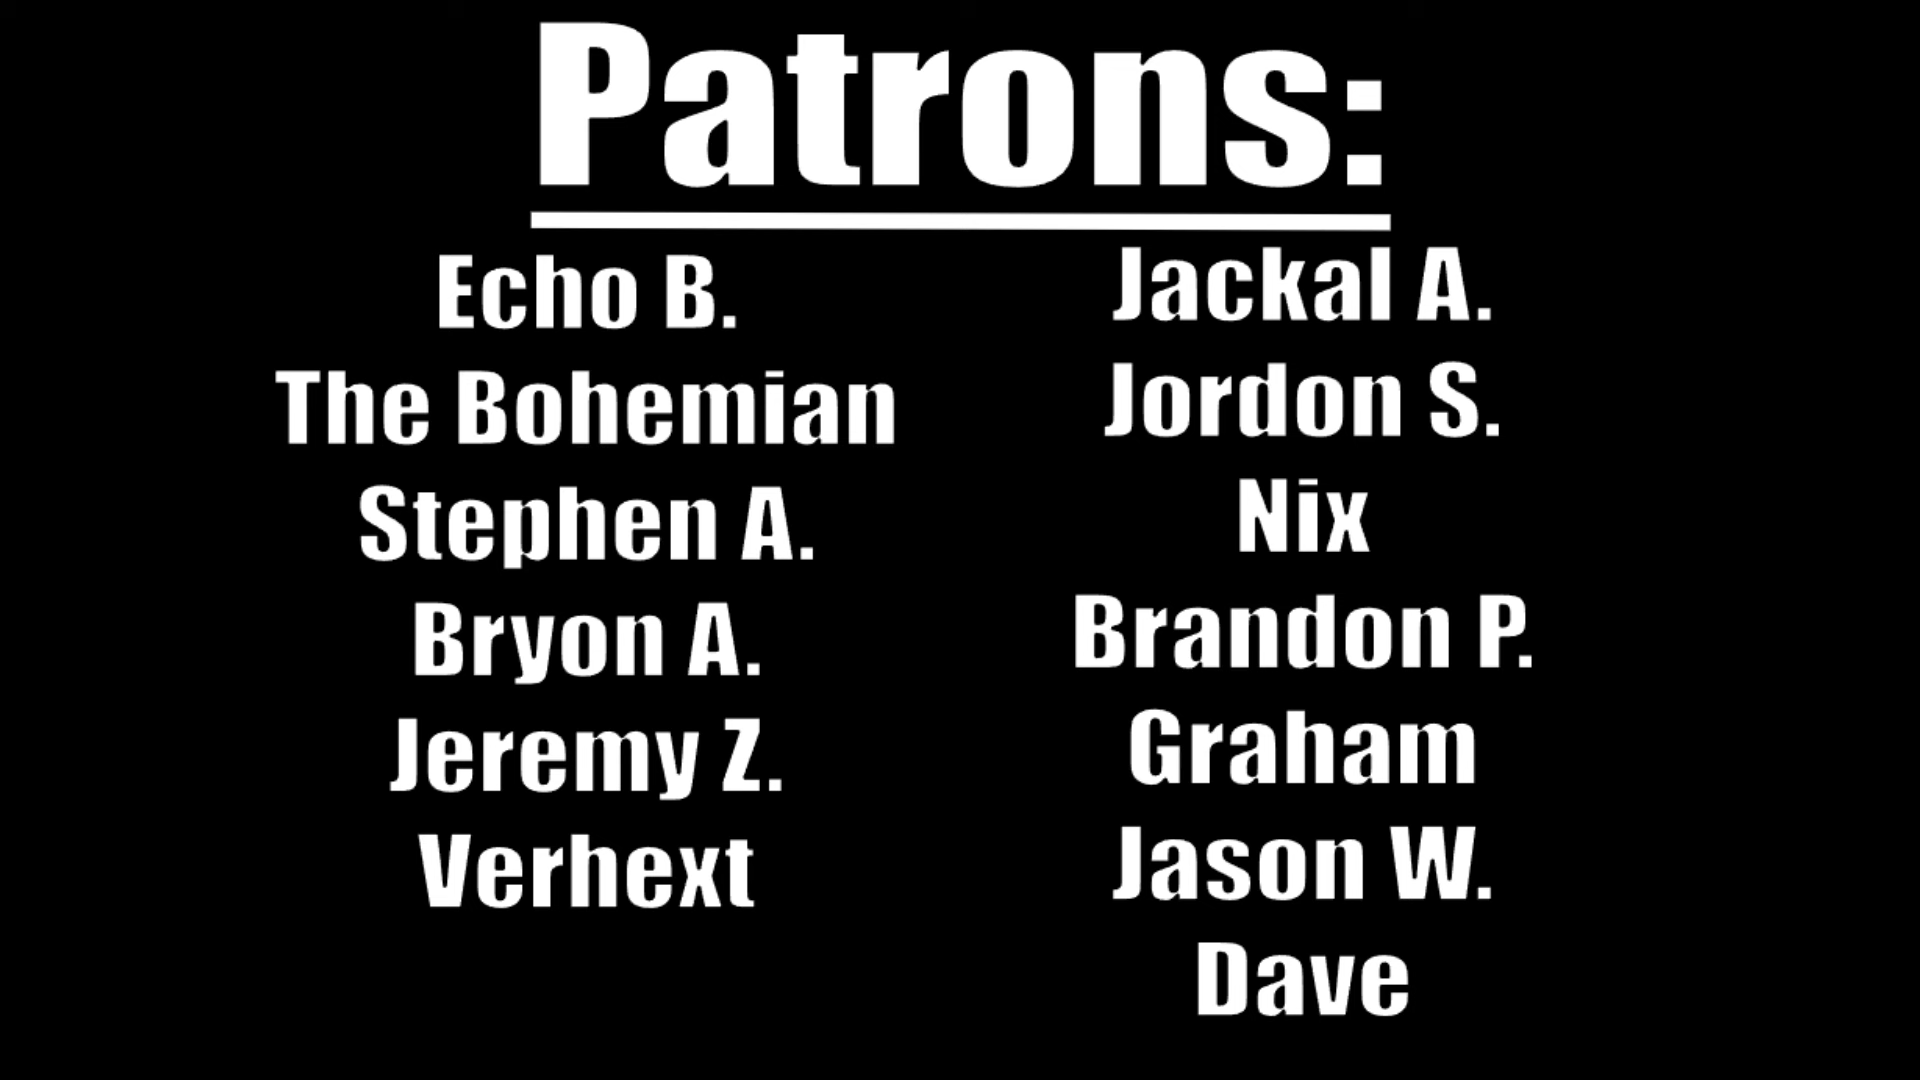 Patrons:
Echo B.
The Bohemian
Stephen A.
Bryon A.
Jeremy Z.
Verhext
Jackal A.
Jordon S.
Nix
Brandon P.
Graham
Jason W.
Dave